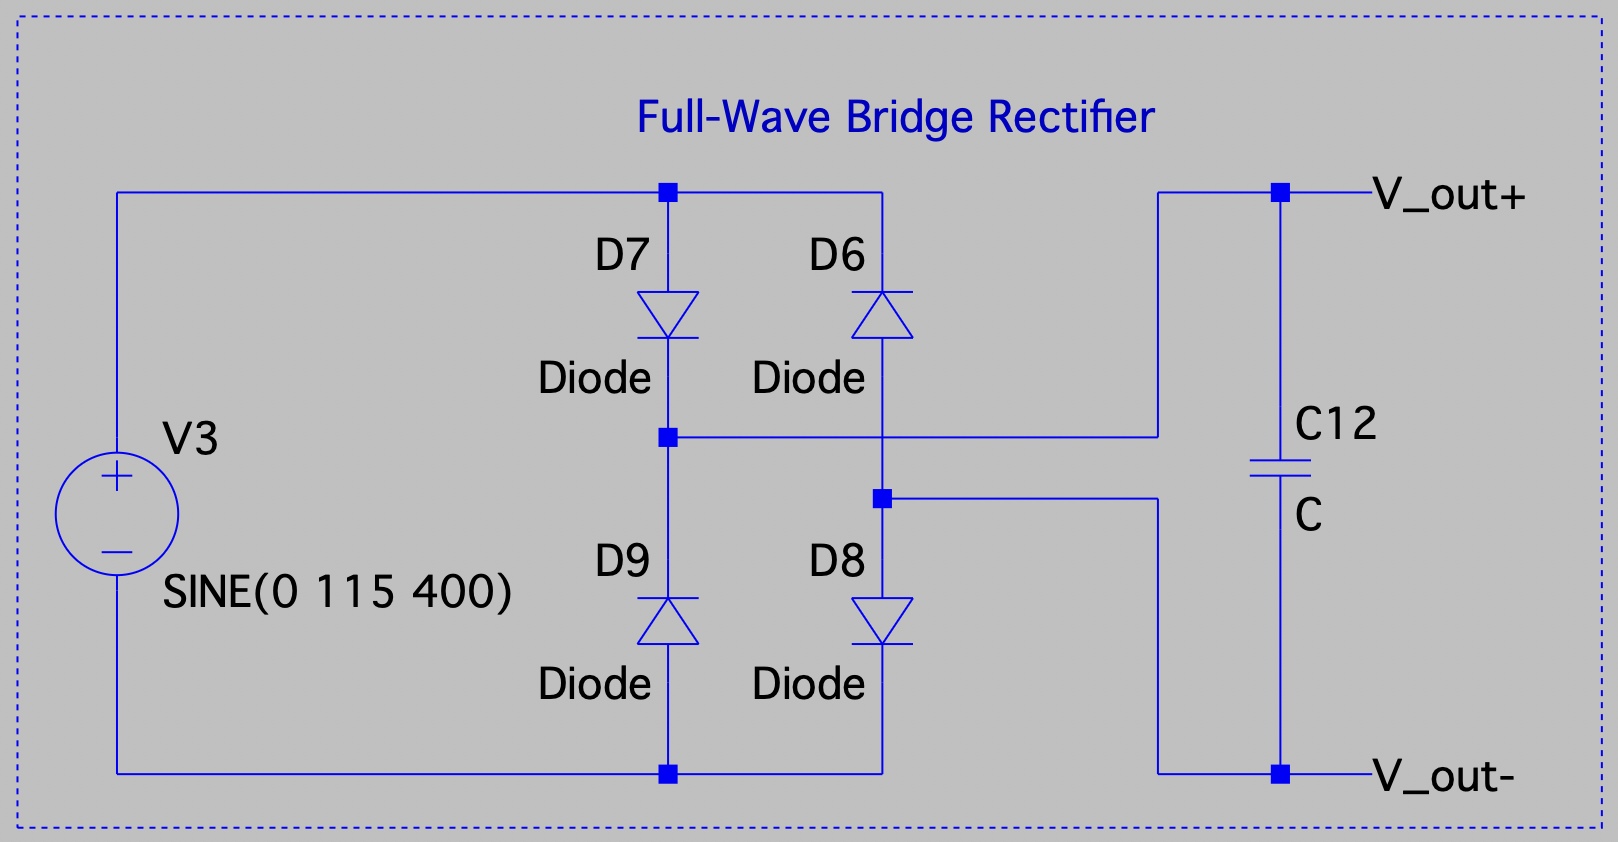 Full-Wave Bridge Rectifier
V_out+
D7
D6
Diode
Diode
V3
C12
C
SINE(0 115 400)
D9
D8
Diode
Diode
V_out-